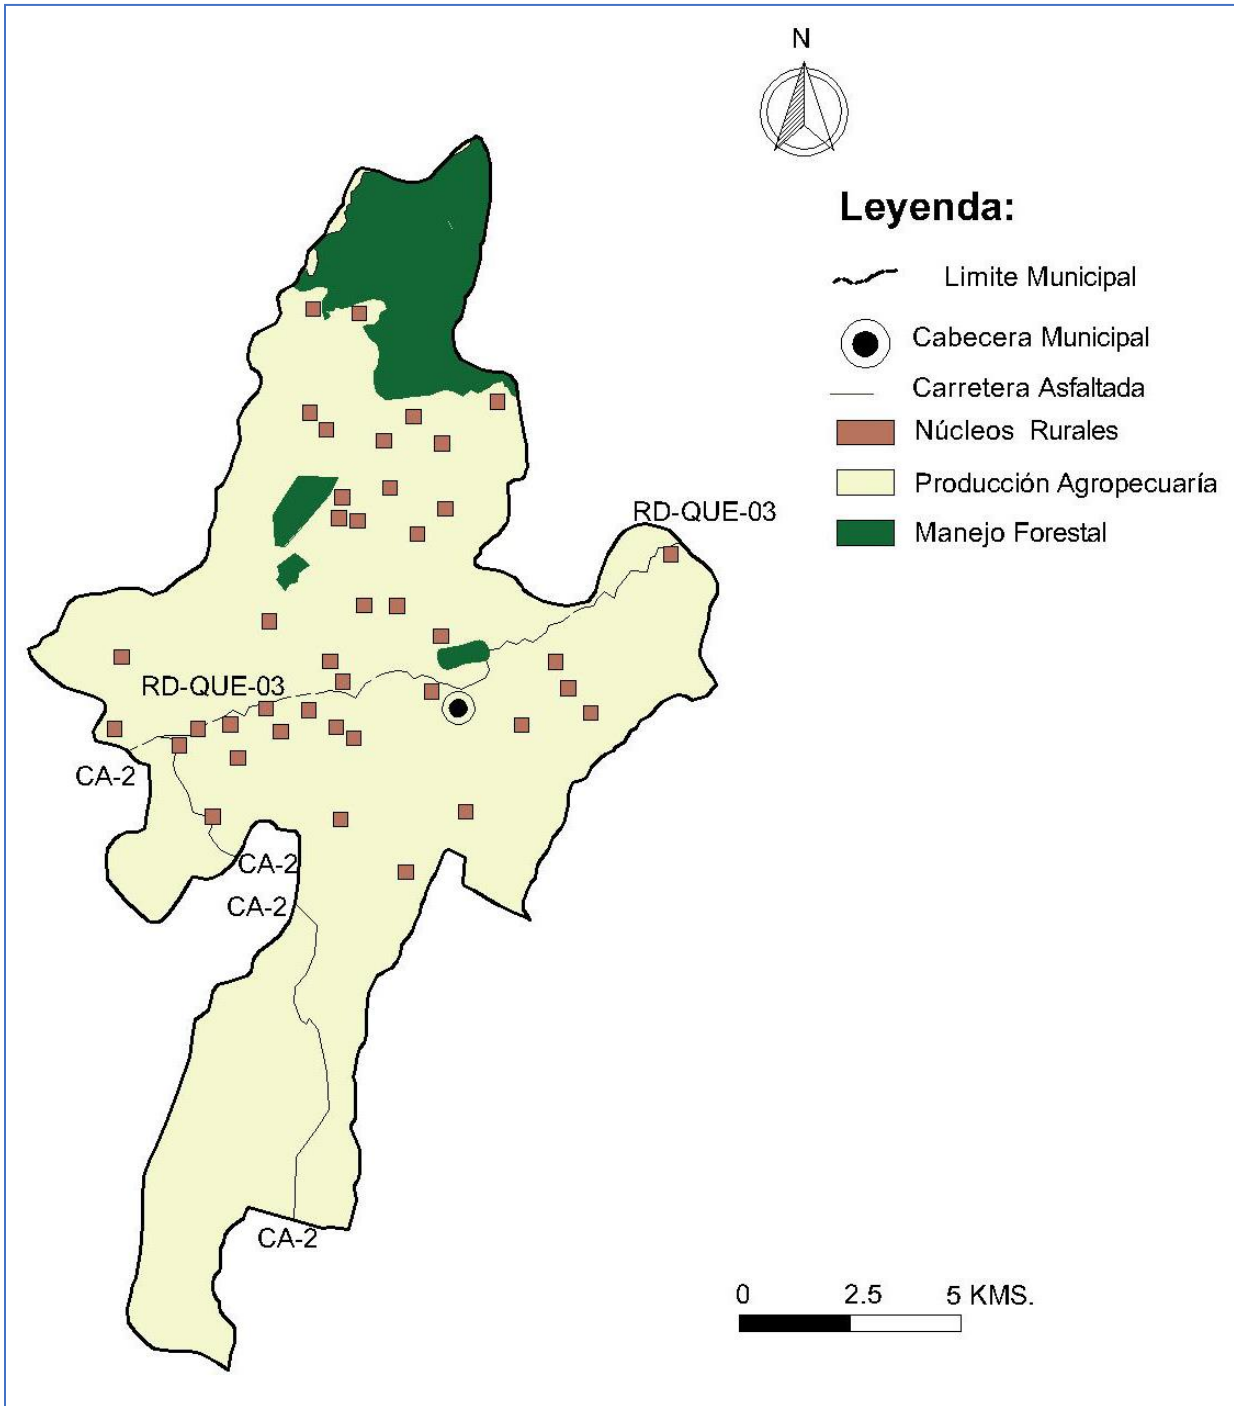 N
Leyenda:
Limite Municipal
Cabecera Municipal
Carretera Asfaltada
Núcleos Rurales
Producción Agropecuaría
Manejo Forestal
RD-QUE-03
RD-QUE-03
CA-2
CA-2
CA-2
CA-2
0 2.5 5 KMS.